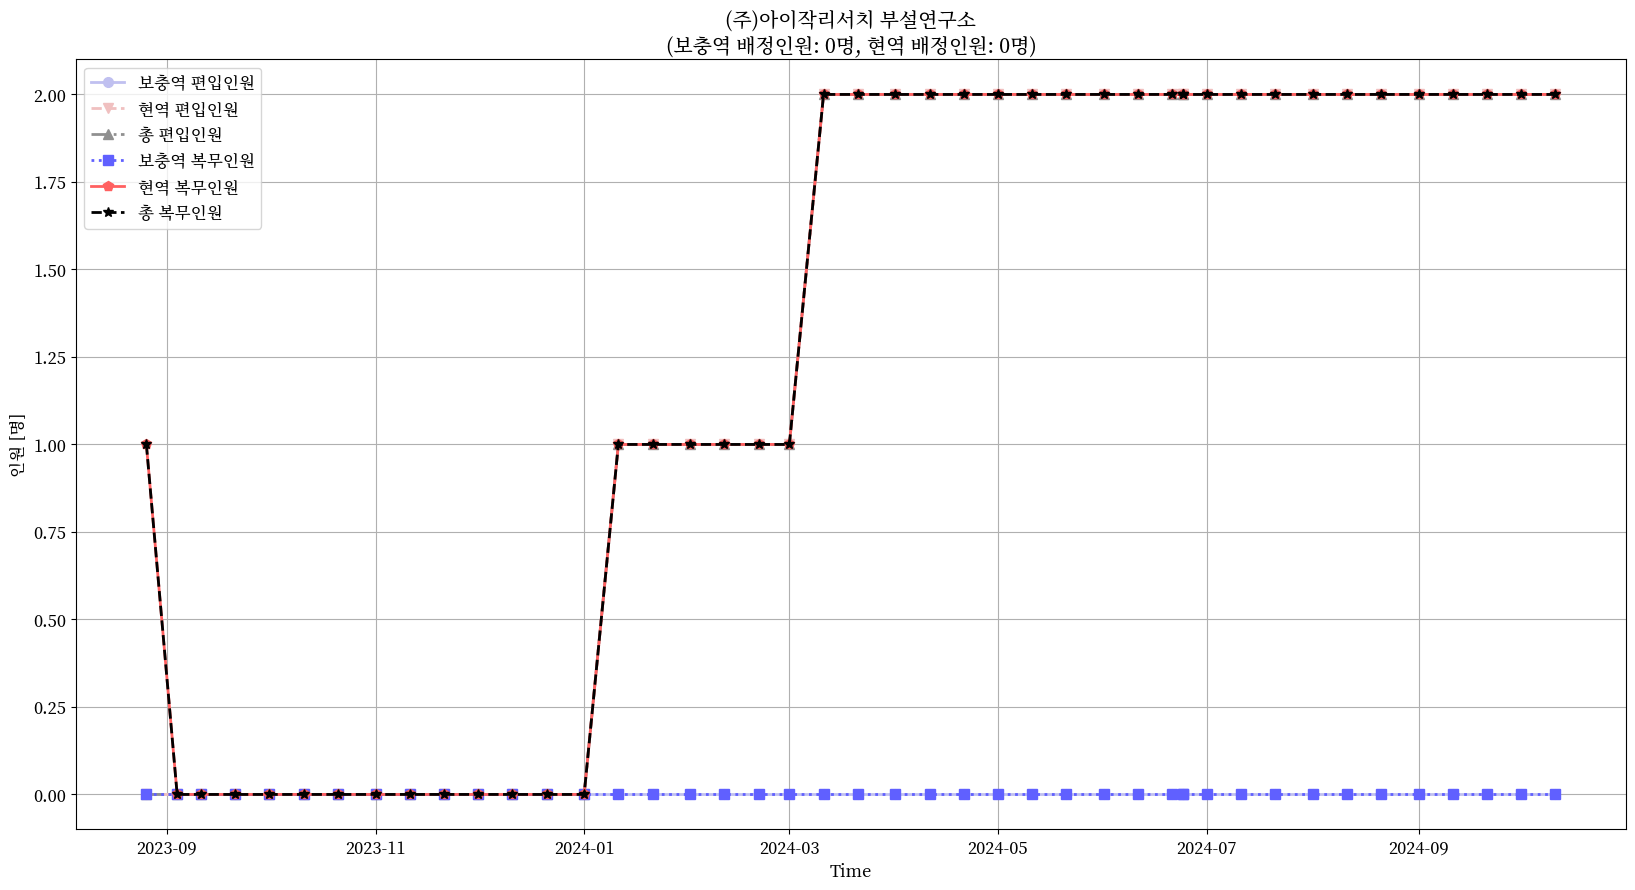 (주)아이작리서치 부설연구소
(보충역 배정인원: 0명, 현역 배정인원: 0명)
보충역 편입인원
현역 편입인원
총 편입인원
보충역 복무인원
현역 복무인원
총 복무인원
2.00
1.75
1.50
1.25
1.00
0.75
0.50
0.25
0.00
인원 [명]
2023-09
2023-11
2024-01
2024-03
2024-05
2024-07
2024-09
Time